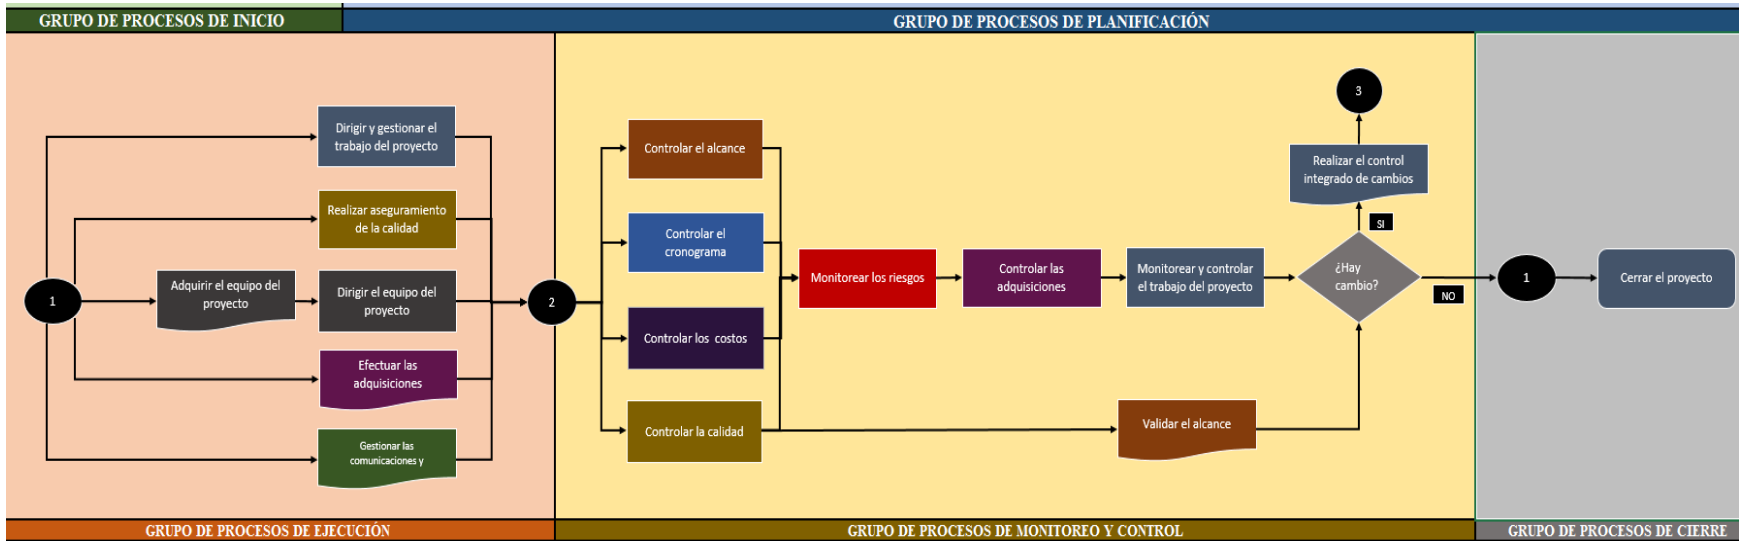 GRUPO DE PROCESOS DE INICIO
GRUPO DE PROCESOS DE PLANIFICACIÓN
1
Dirigir y gestionar el
trabajo del proyecto
Realizar aseguramiento
de la calidad
Adquirir el equipo del
proyecto
Dirigir el equipo del
proyecto
Efectuar las
adquisiciones
Gestionar las
comunicaciones y
2
Controlar el alcance
Controlar el
cronograma
Controlar los costos
Controlar la calidad
Monitorear los riesgos
Controlar las
adquisiciones
Monitorear y controlar
el trabajo del proyecto
Validar el alcance
3
Realizar el control
integrado de cambios
SI
¿Hay
cambio?
NO
1
Cerrar el proyecto
GRUPO DE PROCESOS DE EJECUCIÓN
GRUPO DE PROCESOS DE MONITOREO Y CONTROL
GRUPO DE PROCESOS DE CIERRE